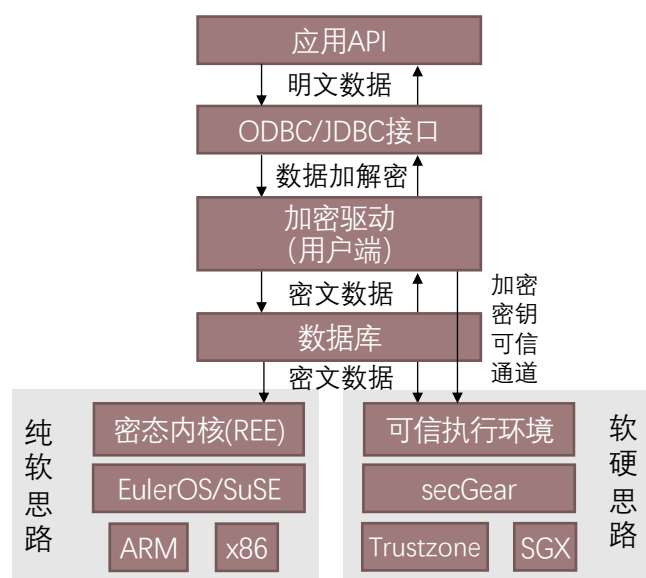 应用API
明文数据
ODBC/JDBC接口
数据加解密
加密驱动
(用户端)
密文数据
加密
密钥
可信
通道
数据库
密文数据
纯
软
思
路
密态内核(REE)
EulerOS/SuSE
ARM
x86
可信执行环境
secGear
Trustzone
SGX
软
硬
思
路